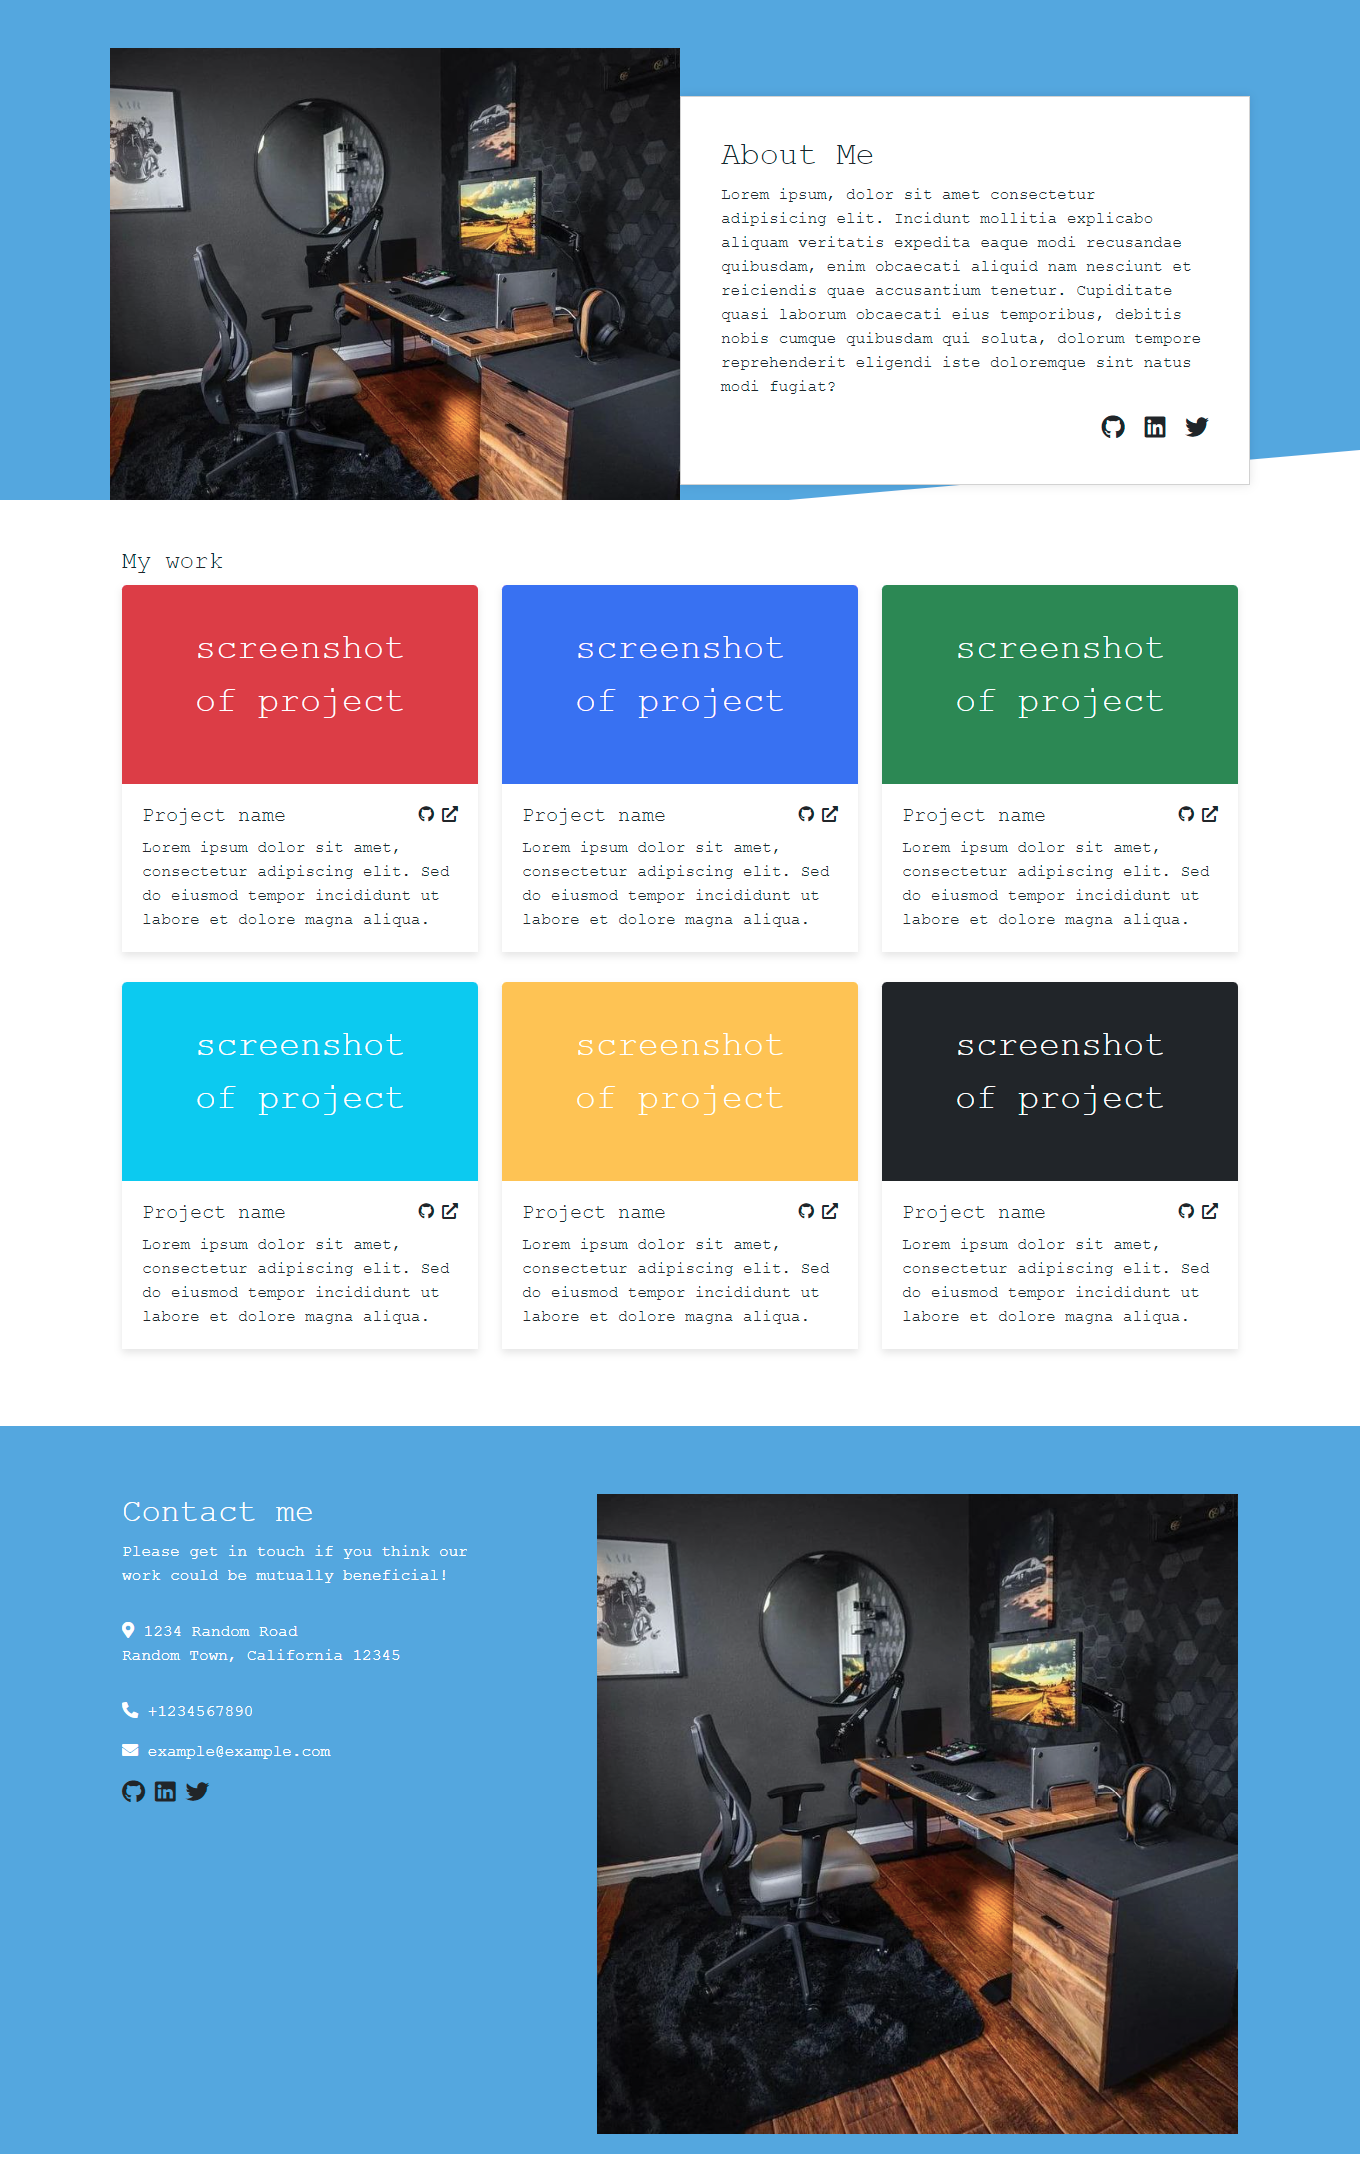 About Me
Lorem ipsum, dolor sit amet consectetur
adipisicing elit. Incidunt mollitia explicabo
aliquam veritatis expedita eaque modi recusandae
quibusdam, enim obcaecati aliquid nam nesciunt et
reiciendis quae accusantium tenetur. Cupiditate
quasi laborum obcaecati eius temporibus, debitis
nobis cumque quibusdam qui soluta, dolorum tempore
reprehenderit eligendi iste doloremque sint natus
modi fugiat?
My work
screenshot
of project
Project name
Lorem ipsum dolor sit amet,
consectetur adipiscing elit. Sed
do eiusmod tempor incididunt ut
labore et dolore magna aliqua.
screenshot
of project
Project name
Lorem ipsum dolor sit amet,
consectetur adipiscing elit. Sed
do eiusmod tempor incididunt ut
labore et dolore magna aliqua.
screenshot
of project
Project name
Lorem ipsum dolor sit amet,
consectetur adipiscing elit. Sed
do eiusmod tempor incididunt ut
labore et dolore magna aliqua.
screenshot
of project
Project name
Lorem ipsum dolor sit amet,
consectetur adipiscing elit. Sed
do eiusmod tempor incididunt ut
labore et dolore magna aliqua.
screenshot
of project
Project name
Lorem ipsum dolor sit amet,
consectetur adipiscing elit. Sed
do eiusmod tempor incididunt ut
labore et dolore magna aliqua.
screenshot
of project
Project name
Lorem ipsum dolor sit amet,
consectetur adipiscing elit. Sed
do eiusmod tempor incididunt ut
labore et dolore magna aliqua.
Contact me
Please get in touch if you think our
work could be mutually beneficial!
1234 Random Road
Random Town, California 12345
+1234567890
example@example.com